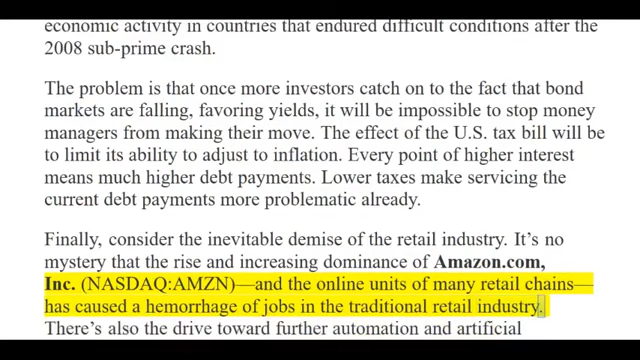 economic activity in countries that endured difficult conditions after the
2008 sub-prime crash.
The problem is that once more investors catch on to the fact that bond
markets are falling, favoring yields, it will be impossible to stop money
managers from making their move. The effect of the U.S. tax bill will be
to limit its ability to adjust to inflation. Every point of higher interest
means much higher debt payments. Lower taxes make servicing the
current debt payments more problematic already.
Finally, consider the inevitable demise of the retail industry. It’s no
mystery that the rise and increasing dominance of Amazon.com,
Inc. (NASDAQ:AMZN)—and the online units of many retail chains—
has caused a hemorrhage of jobs in the traditional retail industry.
There’s also the drive toward further automation and artificial